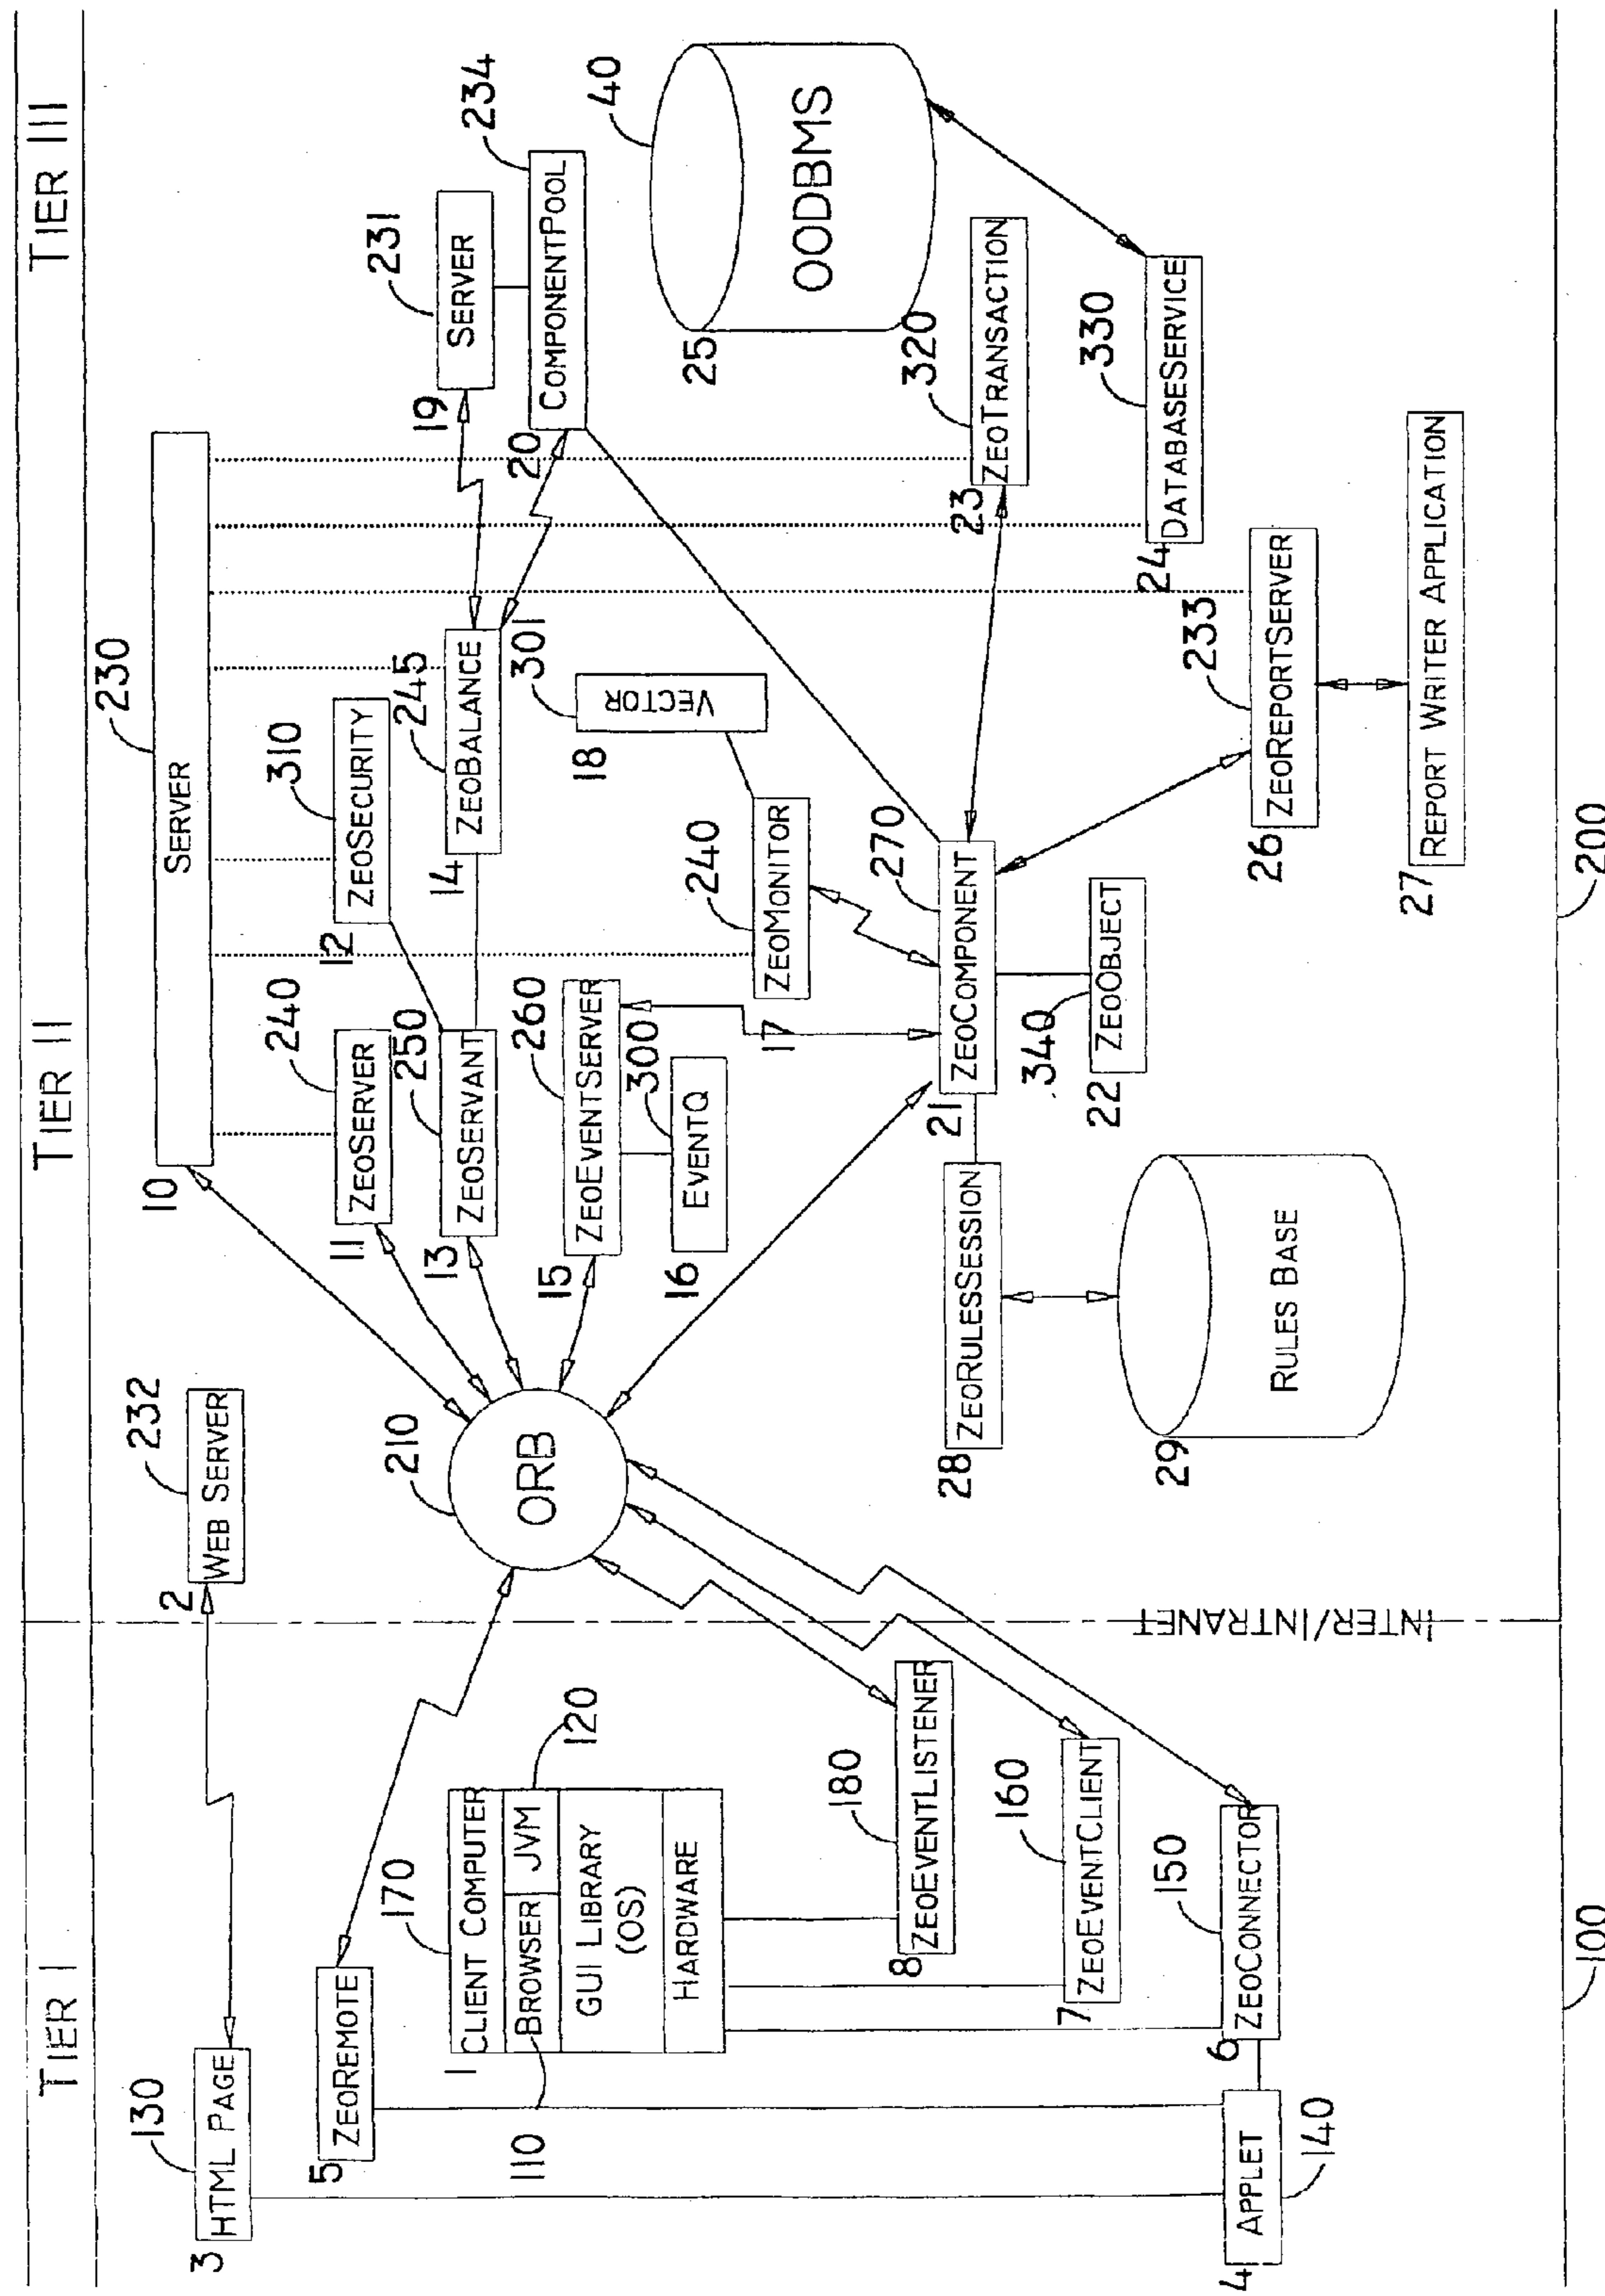 TIER I
TIER II
TIER III
130
3
HTML PAGE
2
WEB SERVER
232
230
10
SERVER
5
ZEOREMOTE
110
170
1
CLIENT COMPUTER
BROWSER
JVM
120
GUI LIBRARY
(OS)
HARDWARE
210
ORB
11
ZEOSERVER
240
12
ZEOSECURITY
310
13
ZEOSERVANT
250
14
ZEOBALANCE
245
19
SERVER
231
20
COMPONENTPOOL
234
15
ZEOEVENTSERVER
260
16
EVENTQ
300
17
18
VECTOR
301
ZEOMONITOR
240
25
OODBMS
40
8
ZEOEVENTLISTENER
180
7
ZEOEVENTCLIENT
160
6
ZEOCONNECTOR
150
4
APPLET
140
INTER/INTRANET
28
ZEORULESSESSION
29
RULES BASE
21
ZEOCOMPONENT
270
22
ZEOOBJECT
340
23
ZEOTRANSACTION
320
24
DATABASESERVICE
330
26
ZEOREPORTSERVER
233
27
REPORT WRITER APPLICATION
100
200